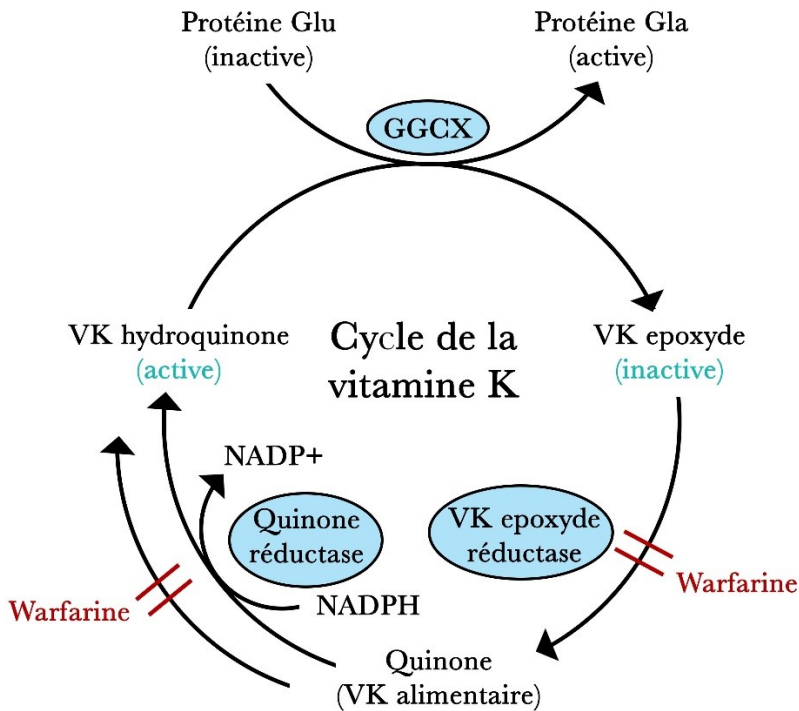 Protéine Glu
(inactive)
Protéine Gla
(active)
GGCX
VK hydroquinone
(active)
Cycle de la
vitamine K
VK epoxyde
(inactive)
NADP+
Quinone
réductase
VK epoxyde
réductase
Warfarine
NADPH
Warfarine
Quinone
(VK alimentaire)